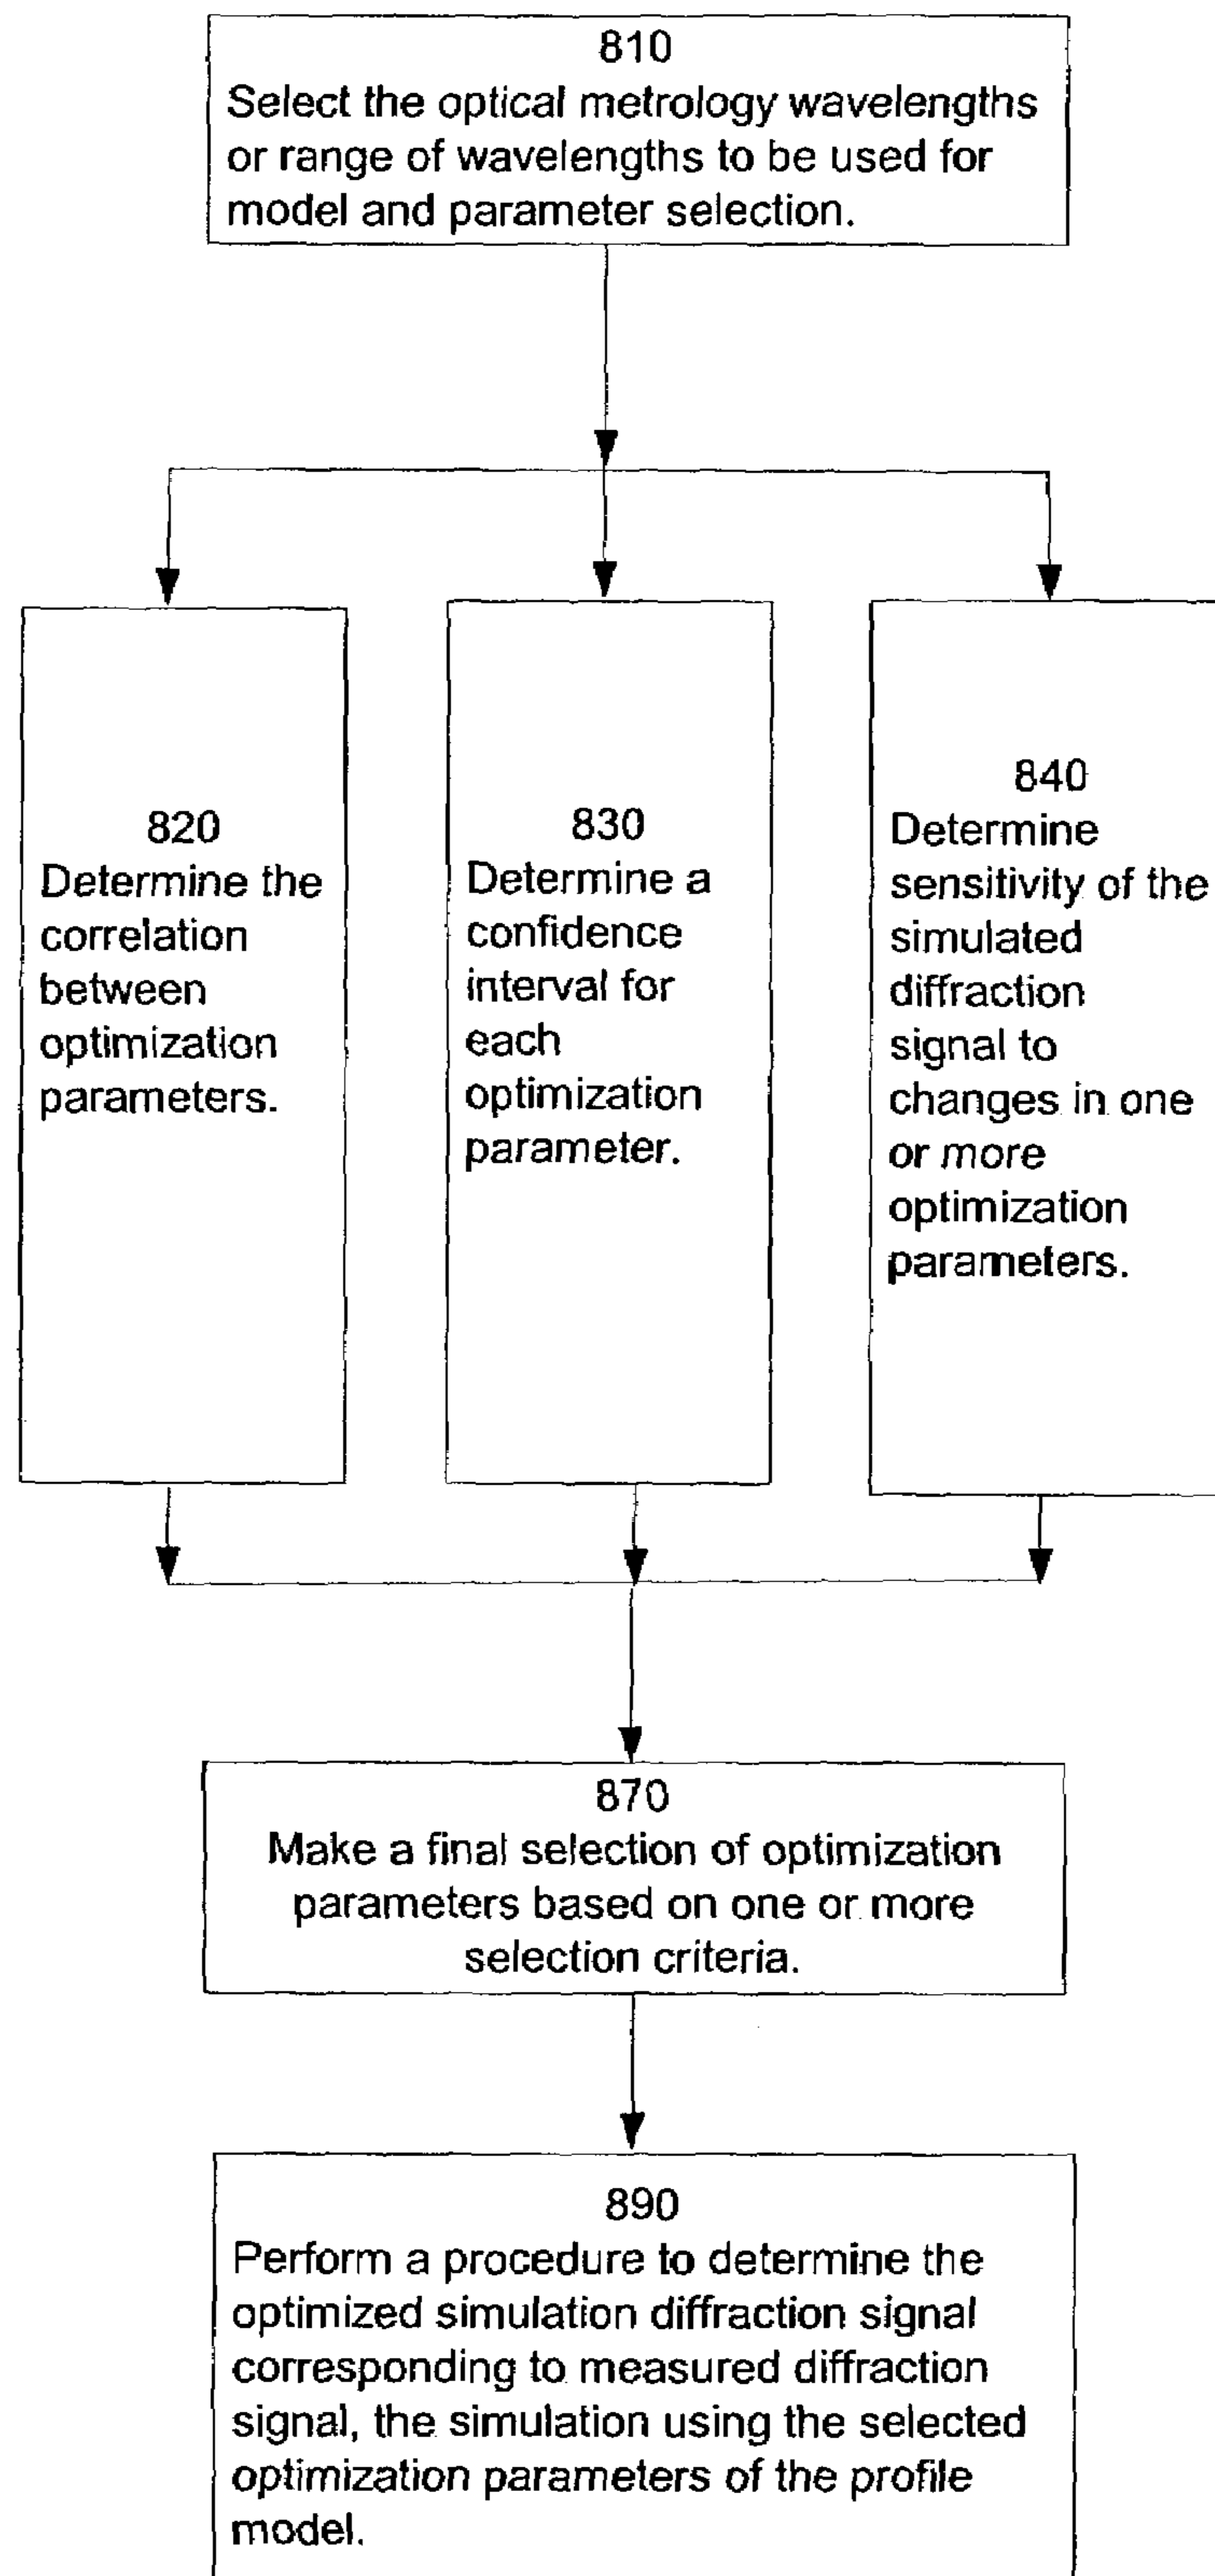 810
Select the optical metrology wavelengths
or range of wavelengths to be used for
model and parameter selection.
820
Determine the
correlation
between
optimization
parameters.
830
Determine a
confidence
interval for
each
optimization
parameter.
840
Determine
sensitivity of the
simulated
diffraction
signal to
changes in one
or more
optimization
parameters.
870
Make a final selection of optimization
parameters based on one or more
selection criteria.
890
Perform a procedure to determine the
optimized simulation diffraction signal
corresponding to measured diffraction
signal, the simulation using the selected
optimization parameters of the profile
model.